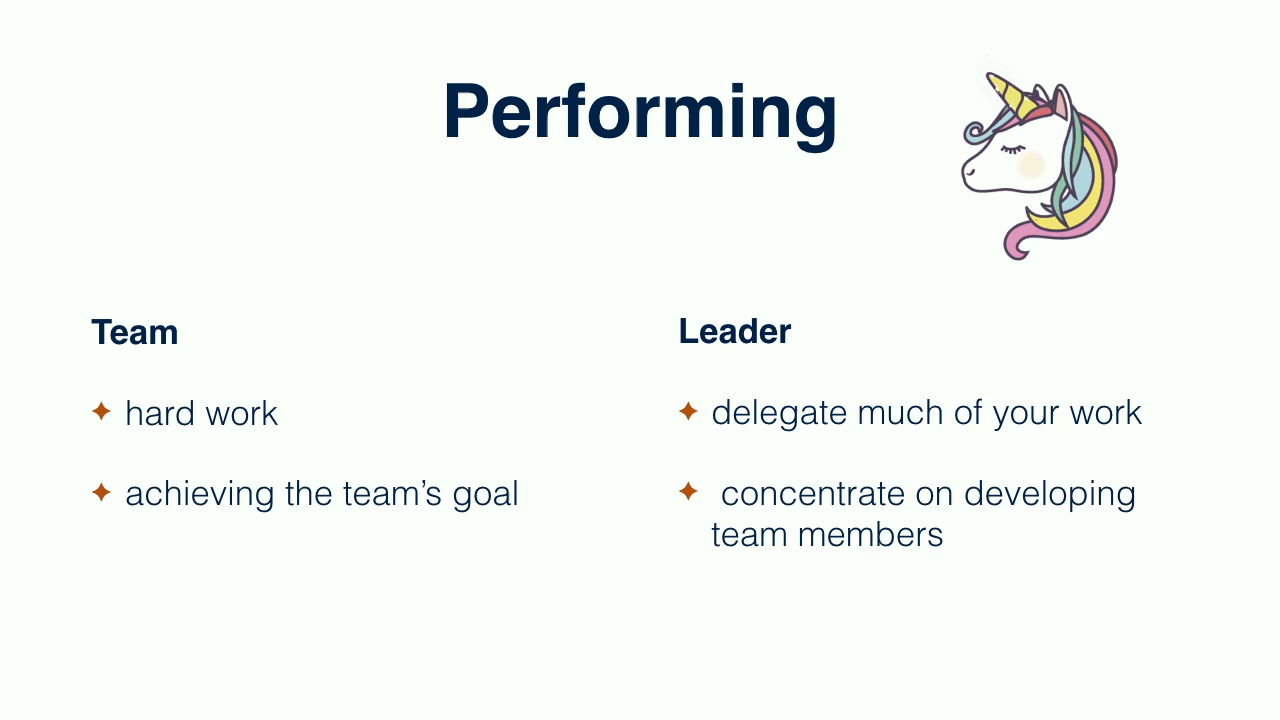 Performing
Team
hard work
achieving the team’s goal
Leader
delegate much of your work
concentrate on developing
team members